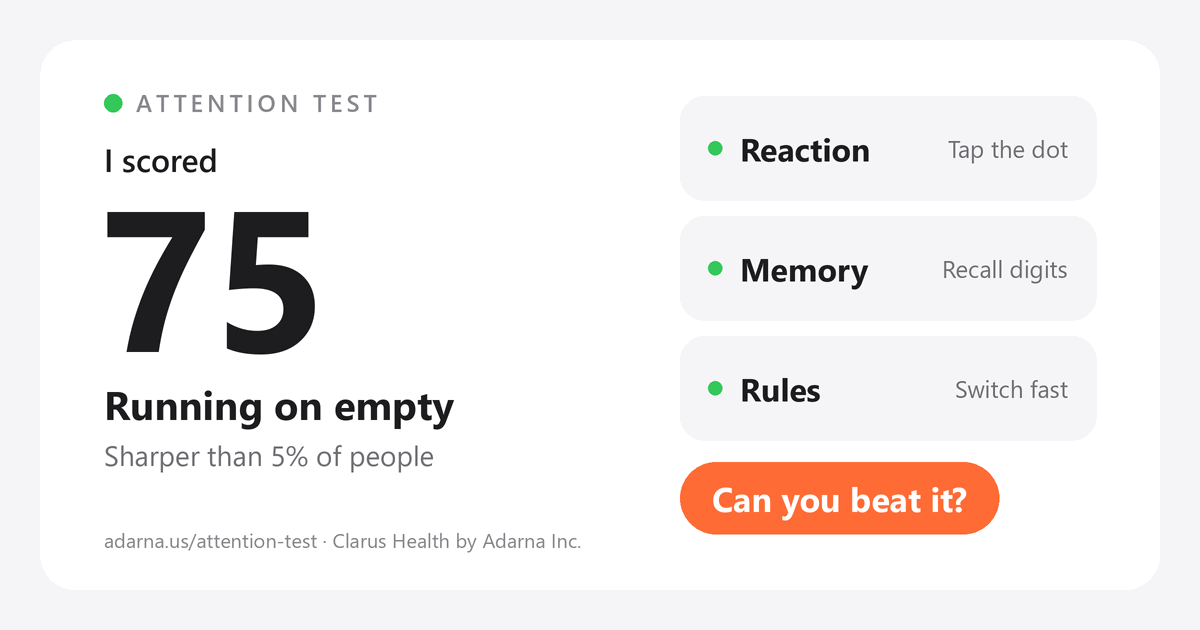 ATTENTION TEST
I scored
75
Running on empty
Sharper than 5% of people
adarna.us/attention-test · Clarus Health by Adarna Inc.
Reaction Tap the dot
Memory Recall digits
Rules Switch fast
Can you beat it?